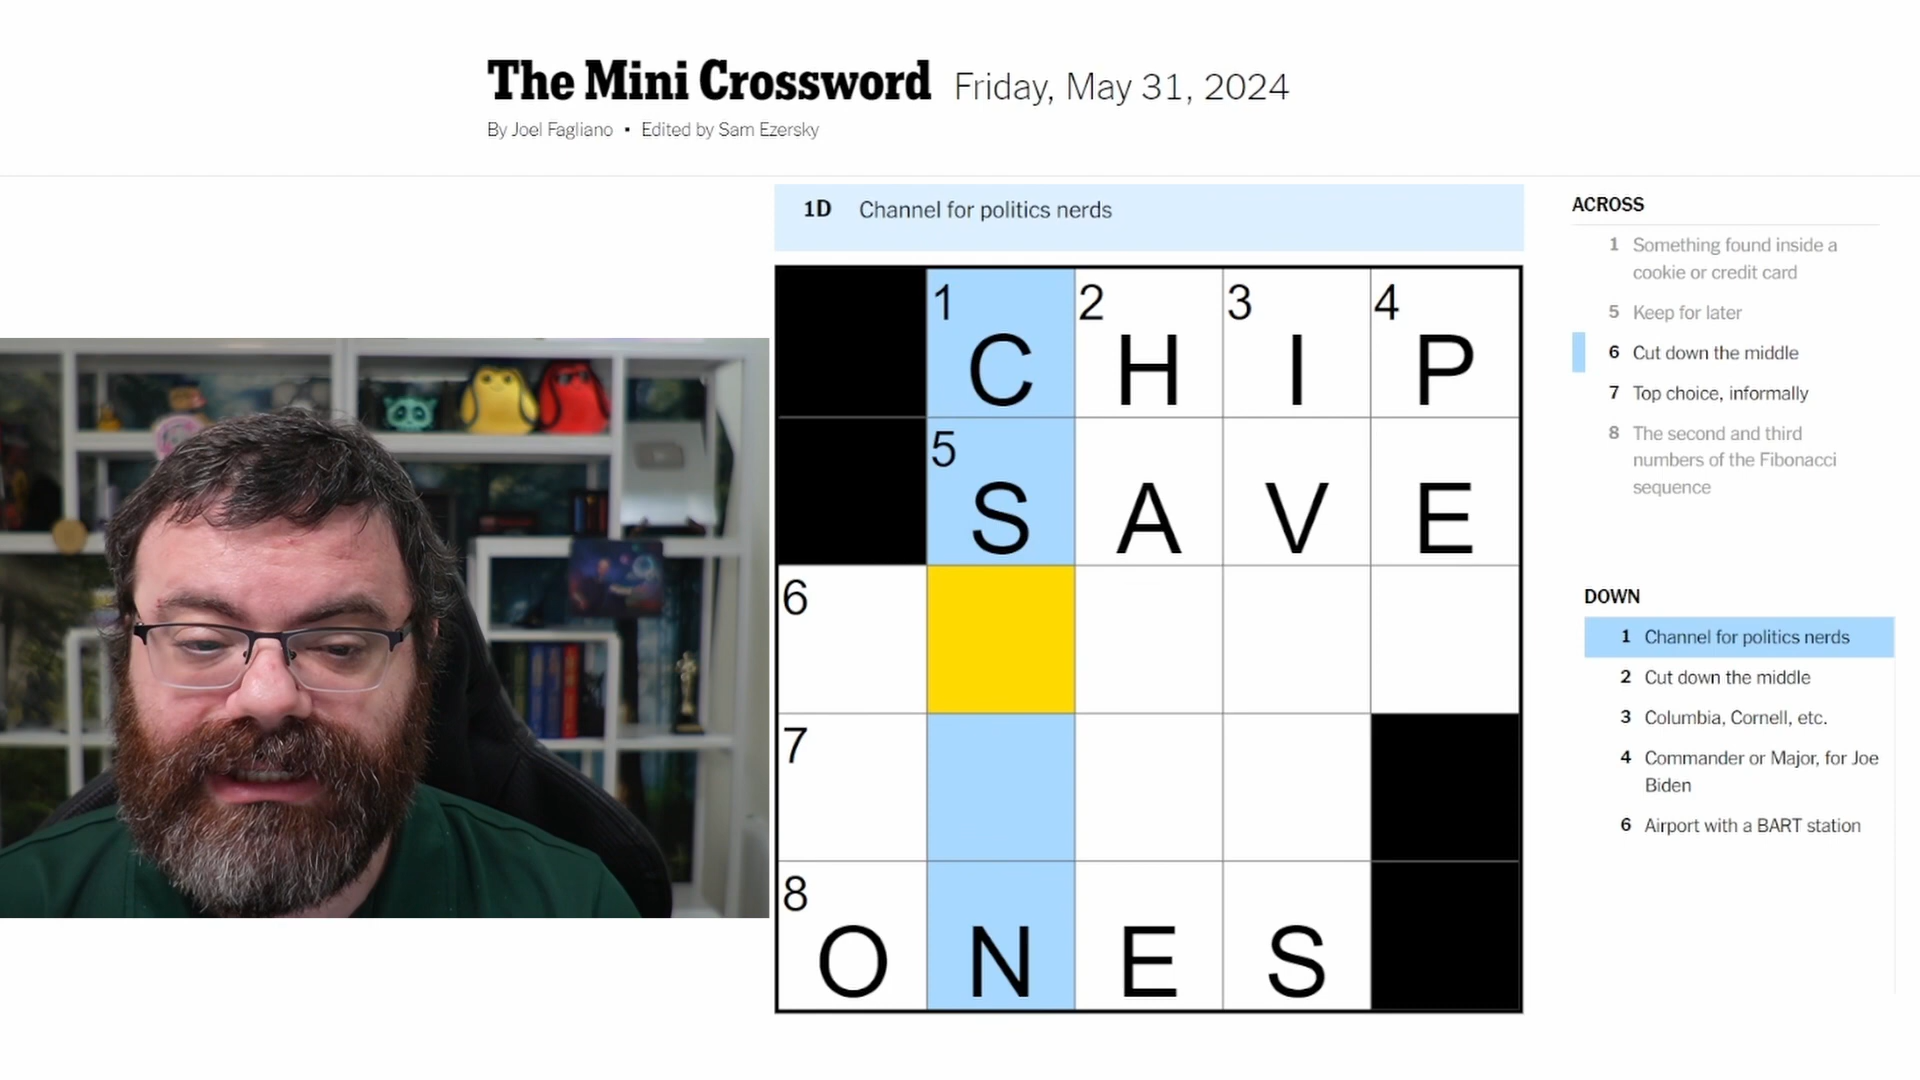 The Mini Crossword Friday, May 31, 2024
By Joel Fagliano • Edited by Sam Ezersky
1D Channel for politics nerds
1 2 3 4
C H I P
5
S A V E
6
7
8
O N E S
ACROSS
1 Something found inside a
cookie or credit card
5 Keep for later
6 Cut down the middle
7 Top choice, informally
8 The second and third
numbers of the Fibonacci
sequence
DOWN
1 Channel for politics nerds
2 Cut down the middle
3 Columbia, Cornell, etc.
4 Commander or Major, for Joe
Biden
6 Airport with a BART station